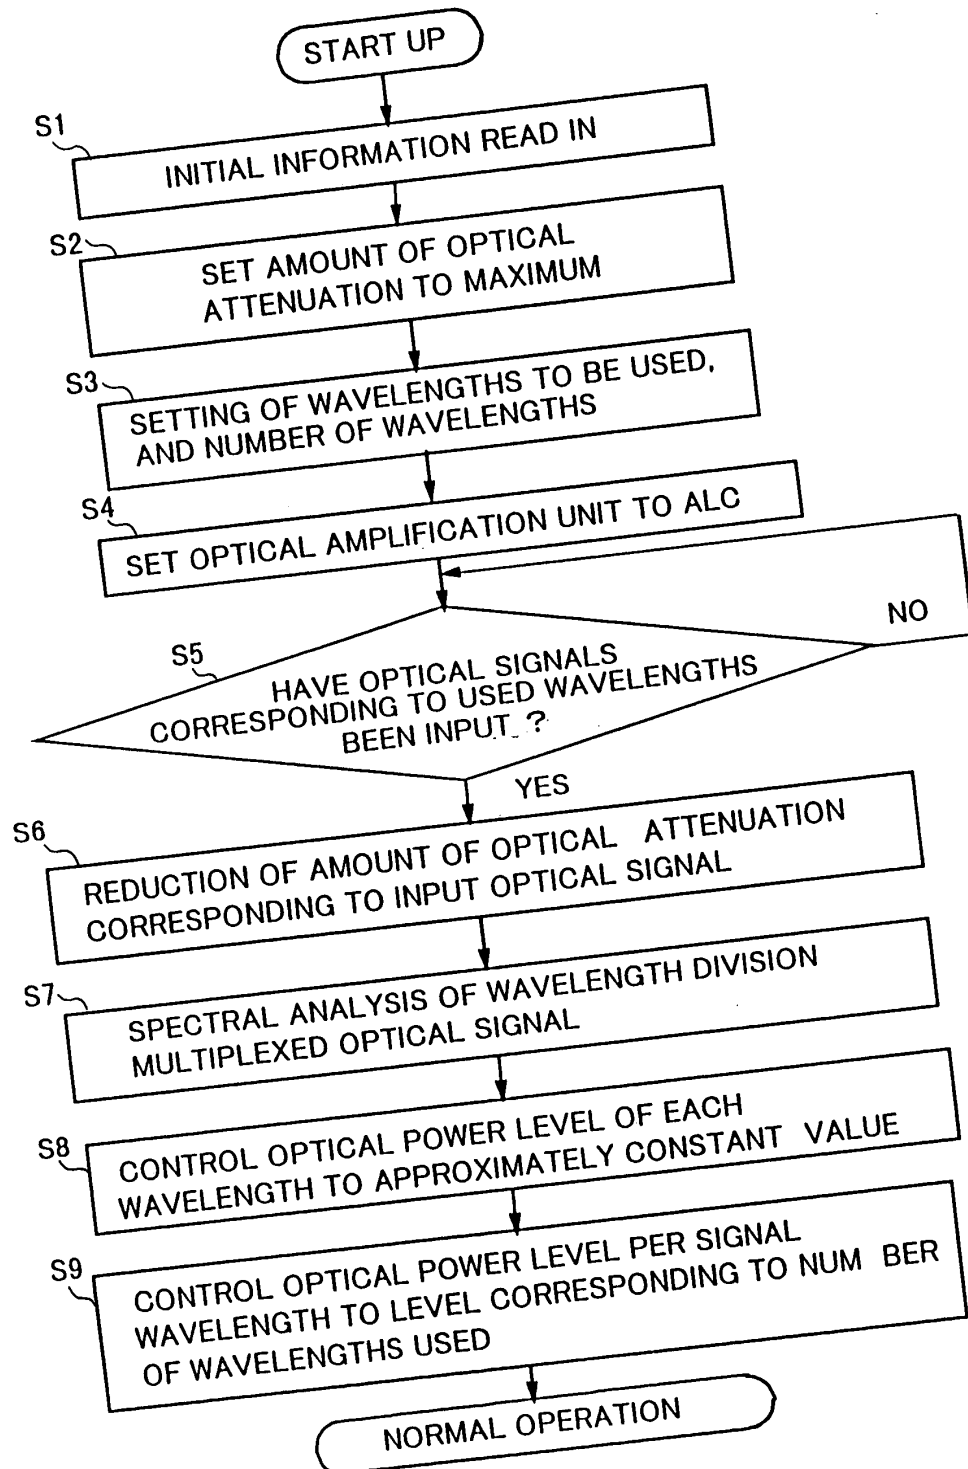 START UP
S1
INITIAL INFORMATION READ IN
S2
SET AMOUNT OF OPTICAL
ATTENUATION TO MAXIMUM
S3
SETTING OF WAVELENGTHS TO BE USED,
AND NUMBER OF WAVELENGTHS
S4
SET OPTICAL AMPLIFICATION UNIT TO ALC
NO
S5
HAVE OPTICAL SIGNALS
CORRESPONDING TO USED WAVELENGTHS
BEEN INPUT ?
YES
S6
REDUCTION OF AMOUNT OF OPTICAL ATTENUATION
CORRESPONDING TO INPUT OPTICAL SIGNAL
S7
SPECTRAL ANALYSIS OF WAVELENGTH DIVISION
MULTIPLEXED OPTICAL SIGNAL
S8
CONTROL OPTICAL POWER LEVEL OF EACH
WAVELENGTH TO APPROXIMATELY CONSTANT VALUE
S9
CONTROL OPTICAL POWER LEVEL PER SIGNAL
WAVELENGTH TO LEVEL CORRESPONDING TO NUM BER
OF WAVELENGTHS USED
NORMAL OPERATION